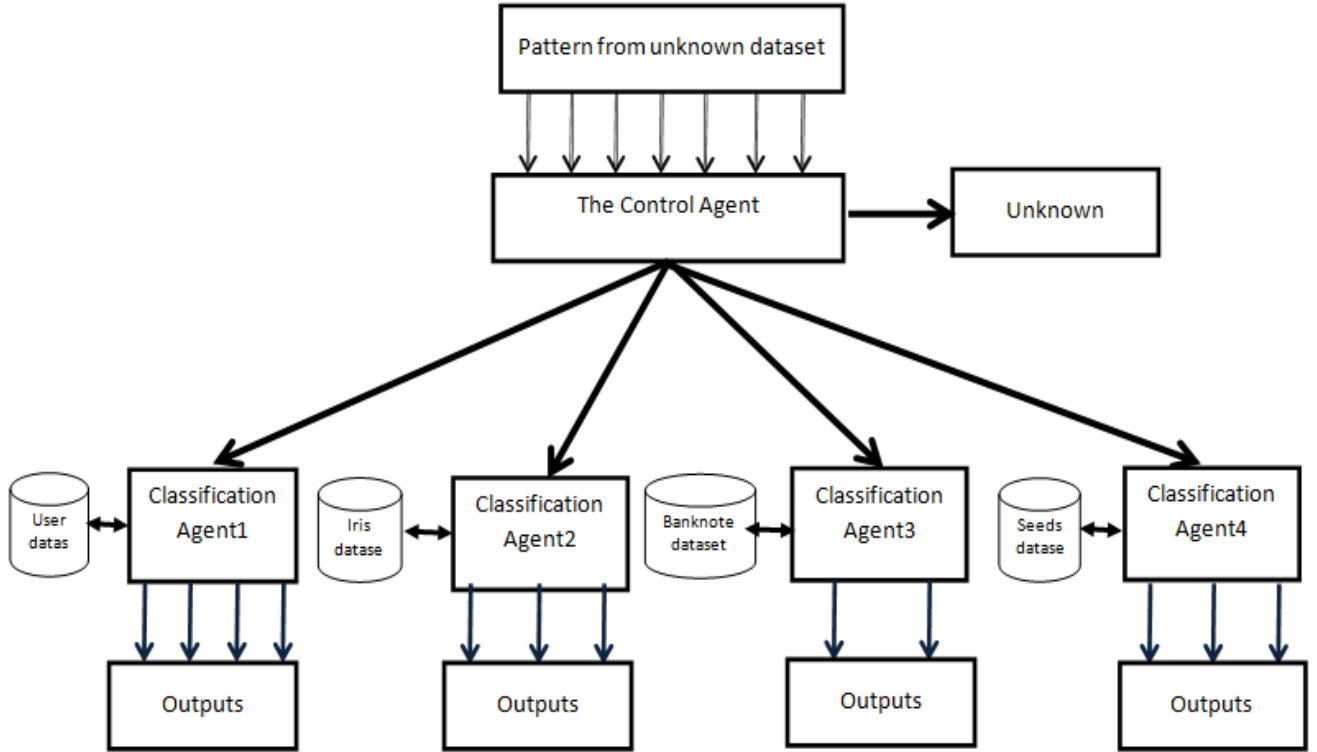 Pattern from unknown dataset
The Control Agent
Unknown
User
datas
Classification
Agent1
Iris
datase
Classification
Agent2
Banknote
dataset
Classification
Agent3
Seeds
datase
Classification
Agent4
Outputs
Outputs
Outputs
Outputs